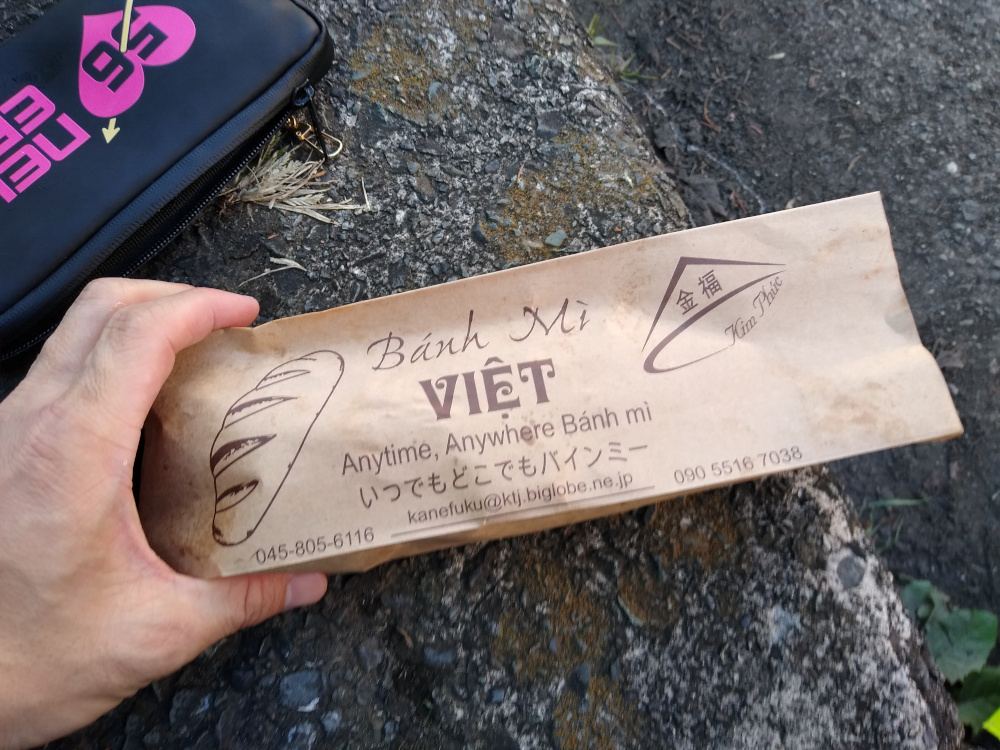 Bánh Mì
VIỆT
Anytime, Anywhere Bánh mì
いつでもどこでもバインミー
kanefuku@ktj.biglobe.ne.jp
045-805-6116
090 5516 7038
金福
Kim Phúc
95